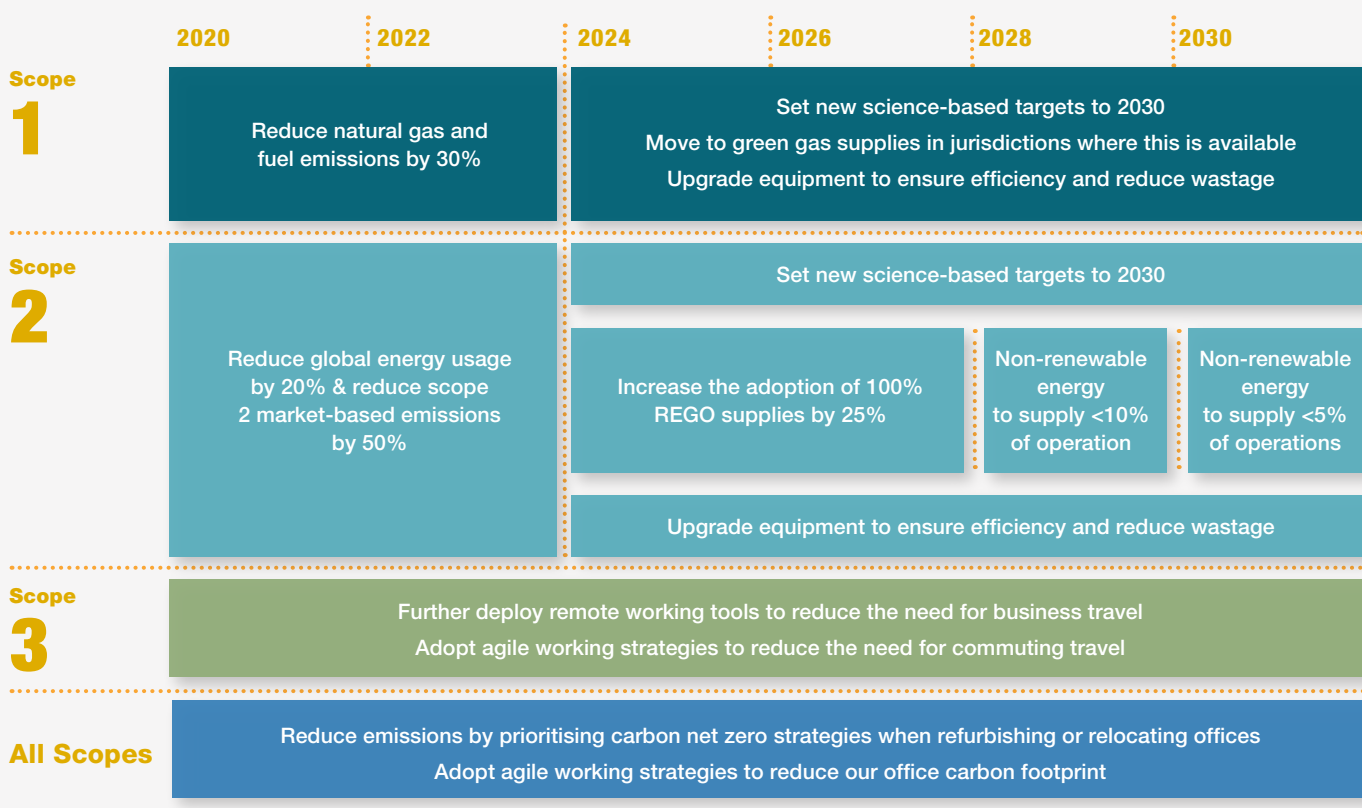 2020
2022
2024
2026
2028
2030
Scope
1
Reduce natural gas and
fuel emissions by 30%
Set new science-based targets to 2030
Move to green gas supplies in jurisdictions where this is available
Upgrade equipment to ensure efficiency and reduce wastage
Scope
2
Reduce global energy usage
by 20% & reduce scope
2 market-based emissions
by 50%
Set new science-based targets to 2030
Increase the adoption of 100%
REGO supplies by 25%
Non-renewable
energy
to supply <10%
of operation
Non-renewable
energy
to supply <5%
of operations
Upgrade equipment to ensure efficiency and reduce wastage
Scope
3
Further deploy remote working tools to reduce the need for business travel
Adopt agile working strategies to reduce the need for commuting travel
All Scopes
Reduce emissions by prioritising carbon net zero strategies when refurbishing or relocating offices
Adopt agile working strategies to reduce our office carbon footprint